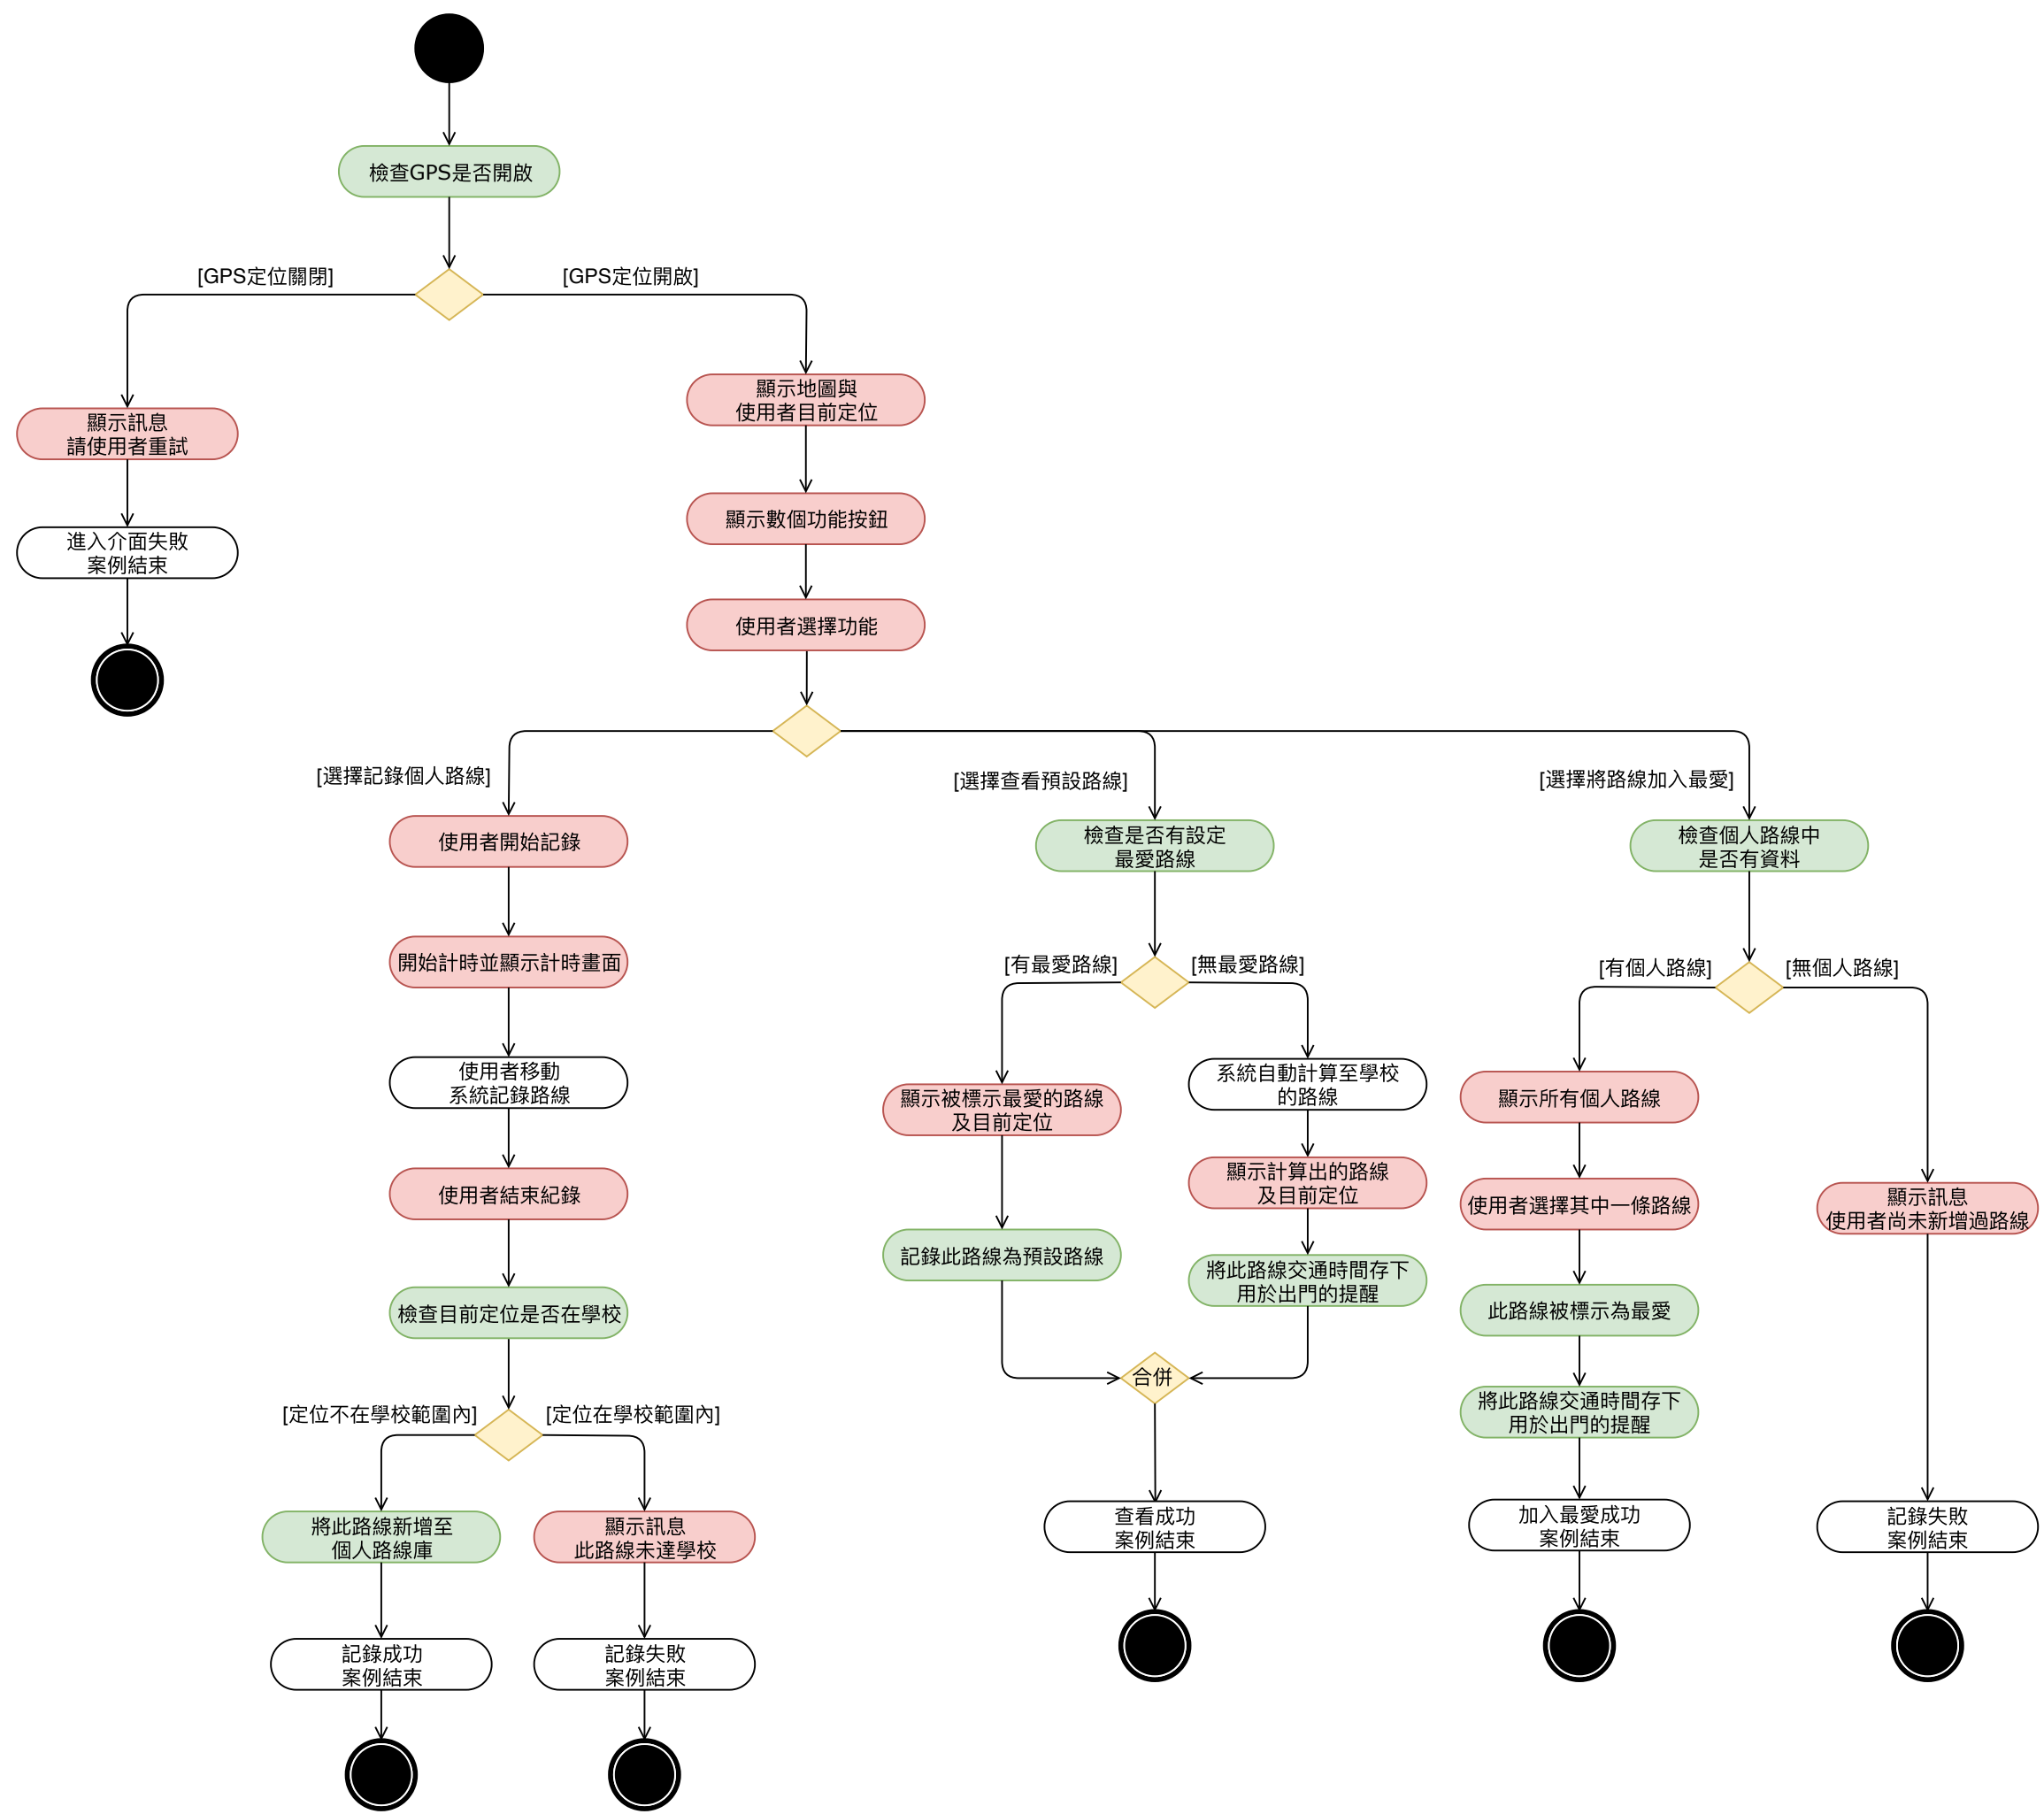 檢查GPS是否開啟
[GPS定位關閉]
[GPS定位開啟]
顯示訊息
請使用者重試
進入介面失敗
案例結束
顯示地圖與
使用者目前定位
顯示數個功能按鈕
使用者選擇功能
[選擇記錄個人路線]
使用者開始記錄
開始計時並顯示計時畫面
使用者移動
系統記錄路線
使用者結束紀錄
檢查目前定位是否在學校
[定位不在學校範圍內]
[定位在學校範圍內]
將此路線新增至
個人路線庫
記錄成功
案例結束
顯示訊息
此路線未達學校
記錄失敗
案例結束
[選擇查看預設路線]
檢查是否有設定
最愛路線
[有最愛路線]
[無最愛路線]
顯示被標示最愛的路線
及目前定位
記錄此路線為預設路線
系統自動計算至學校
的路線
顯示計算出的路線
及目前定位
將此路線交通時間存下
用於出門的提醒
合併
查看成功
案例結束
[選擇將路線加入最愛]
檢查個人路線中
是否有資料
[有個人路線]
[無個人路線]
顯示所有個人路線
使用者選擇其中一條路線
此路線被標示為最愛
將此路線交通時間存下
用於出門的提醒
加入最愛成功
案例結束
顯示訊息
使用者尚未新增過路線
記錄失敗
案例結束